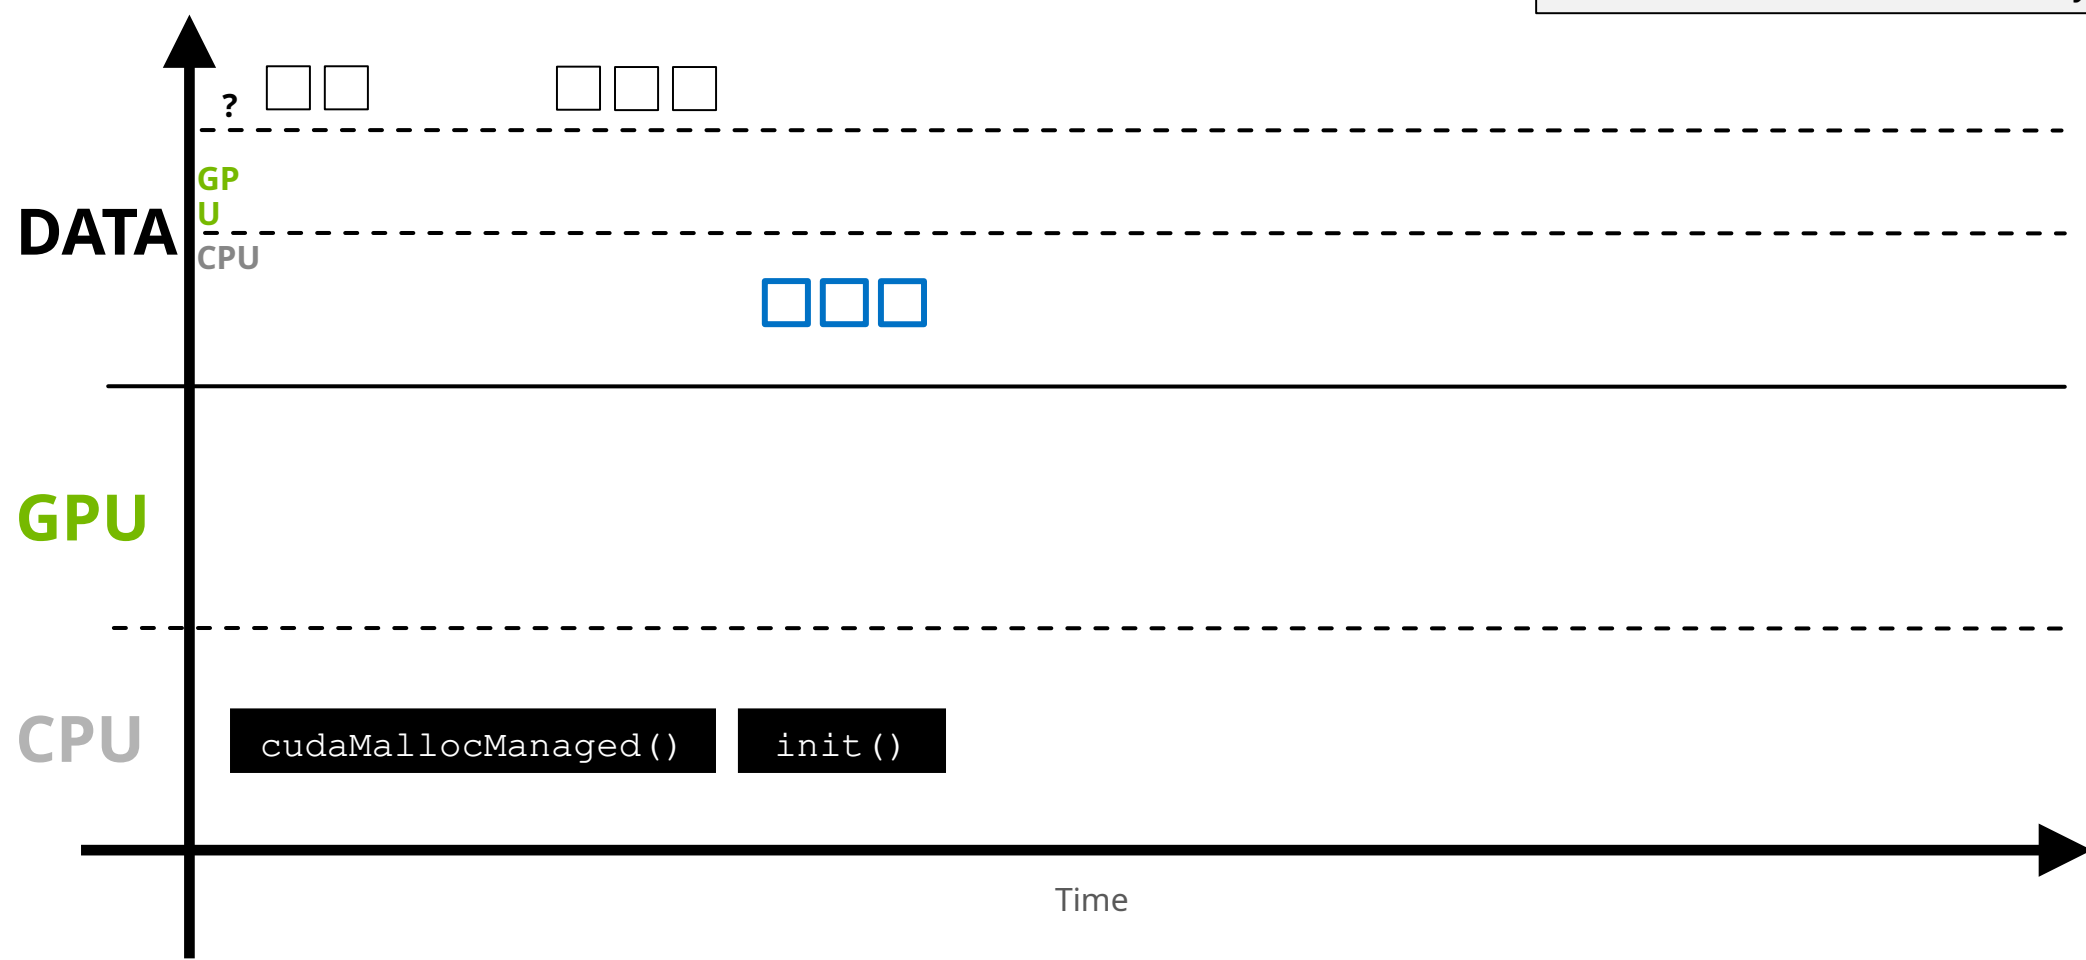 ?
GP
U
DATA
CPU
GPU
CPU
cudaMallocManaged()
init()
Time